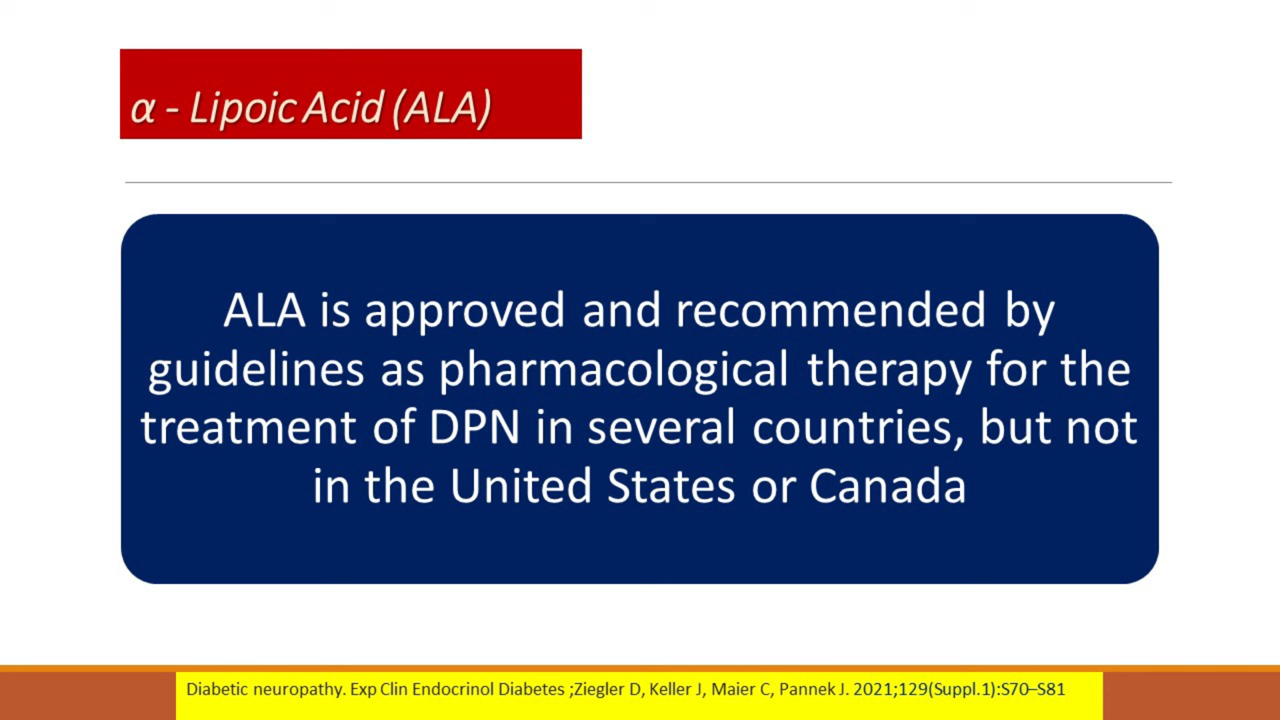 α - Lipoic Acid (ALA)
ALA is approved and recommended by
guidelines as pharmacological therapy for the
treatment of DPN in several countries, but not
in the United States or Canada
Diabetic neuropathy. Exp Clin Endocrinol Diabetes ;Ziegler D, Keller J, Maier C, Pannek J. 2021;129(Suppl.1):S70–S81